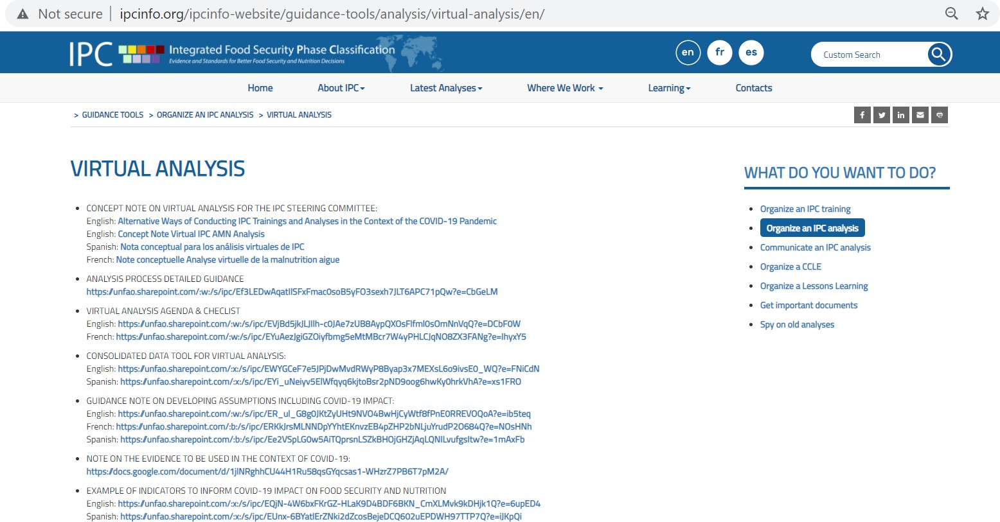 Not secure | ipcinfo.org/ipcinfo-website/guidance-tools/analysis/virtual-analysis/en/
IPC Integrated Food Security Phase Classification
Evidence and Standards for Better Food Security and Nutrition Decisions
en fr es
Custom Search
Home About IPC Latest Analyses Where We Work Learning Contacts
> GUIDANCE TOOLS > ORGANIZE AN IPC ANALYSIS > VIRTUAL ANALYSIS
VIRTUAL ANALYSIS
• CONCEPT NOTE ON VIRTUAL ANALYSIS FOR THE IPC STEERING COMMITTEE:
English: Alternative Ways of Conducting IPC Trainings and Analyses in the Context of the COVID-19 Pandemic
English: Concept Note Virtual IPC AMN Analysis
Spanish: Nota conceptual para los análisis virtuales de IPC
French: Note conceptuelle Analyse virtuelle de la malnutrition aigue
• ANALYSIS PROCESS DETAILED GUIDANCE
https://unfao.sharepoint.com/:w:/s/ipc/Ef3LEDwAqatIlSFxFmac0soB5yFO3sexh7JLT6APC71pQw?e=CbGeLM
• VIRTUAL ANALYSIS AGENDA & CHECLIST
English: https://unfao.sharepoint.com/:w:/s/ipc/EVjBd5jkJLJIlh-c0JAe7zUB8AypQXOsFlfml0sOmNnVqQ?e=DCbF0W
French: https://unfao.sharepoint.com/:w:/s/ipc/EYuAezJgiGZOiyfbmg5eMtMBcr7W4yPHLCJqNO8ZX3FANg?e=IhyxY5
• CONSOLIDATED DATA TOOL FOR VIRTUAL ANALYSIS:
English: https://unfao.sharepoint.com/:x:/s/ipc/EWYGCeF7e5JPjDwMvdRWyP8Byap3x7MEXsL6o9ivsE0_WQ?e=FNiCdN
Spanish: https://unfao.sharepoint.com/:x:/s/ipc/EYi_uNeiyv5ElWfqyq6kjtoBsr2pND9oog6hwKy0hrkVhA?e=xs1FRO
• GUIDANCE NOTE ON DEVELOPING ASSUMPTIONS INCLUDING COVID-19 IMPACT:
English: https://unfao.sharepoint.com/:w:/s/ipc/ER_ul_G8g0JKtZyUHt9NVO4BwHjCyWtf8fPnE0RREVOQoA?e=ib5teq
French: https://unfao.sharepoint.com/:b:/s/ipc/ERKkJrsMLNNDpYYhtEKnvzEB4pZHP2bNLjuYrudP2O684Q?e=NOsHNh
Spanish: https://unfao.sharepoint.com/:b:/s/ipc/Ee2VSpLG0w5AiTQprsnLSZkBHOjGHZjAqLQNILvufgsItw?e=1mAxFb
• NOTE ON THE EVIDENCE TO BE USED IN THE CONTEXT OF COVID-19:
https://docs.google.com/document/d/1jlNRghhCU44H1Ru58qsGYqcsas1-WHzrZ7PB6T7pM2A/
• EXAMPLE OF INDICATORS TO INFORM COVID-19 IMPACT ON FOOD SECURITY AND NUTRITION
English: https://unfao.sharepoint.com/:x:/s/ipc/EQjN-4W6bxFKrGZ-HLaK9D4BDF6BKN_CmXLMvk9kDHjk1Q?e=6upED4
Spanish: https://unfao.sharepoint.com/:x:/s/ipc/EUnx-6BYatlErZNki2dZcosBejeDCQ602uEPDWH97TTP7Q?e=iJKpQi
WHAT DO YOU WANT TO DO?
• Organize an IPC training
• Organize an IPC analysis
• Communicate an IPC analysis
• Organize a CCLE
• Organize a Lessons Learning
• Get important documents
• Spy on old analyses